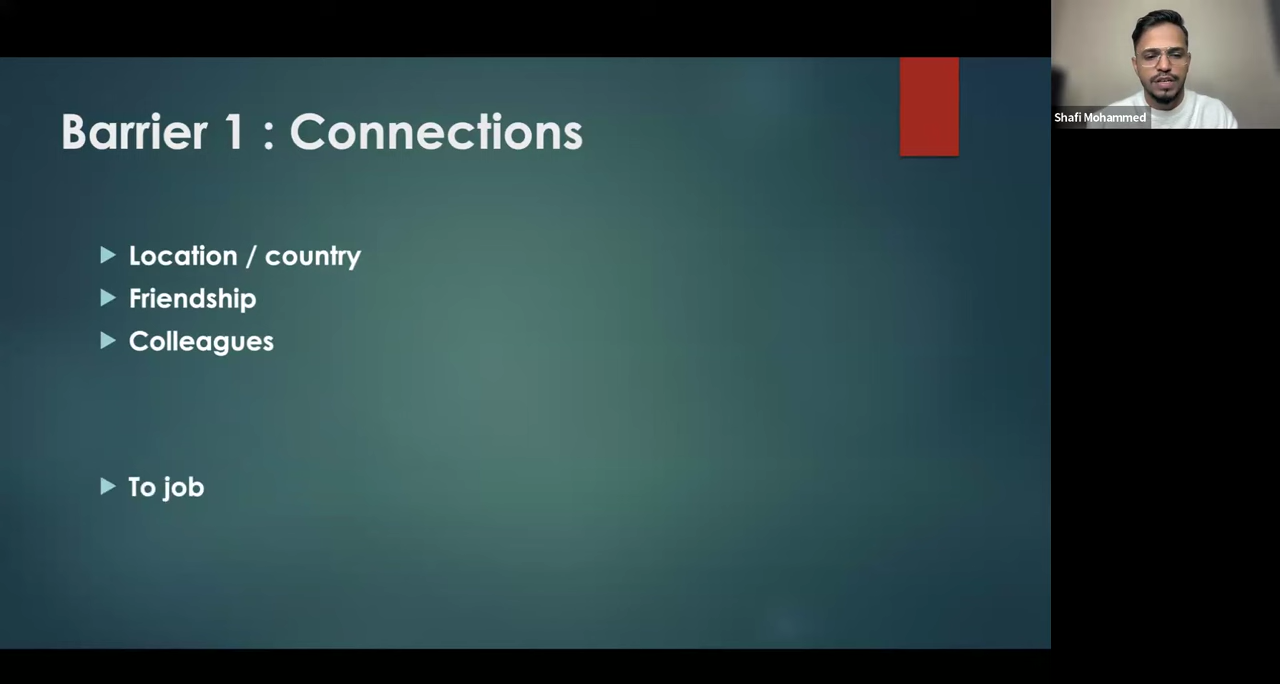 Barrier 1 : Connections
Location / country
Friendship
Colleagues
To job
Shafi Mohammed